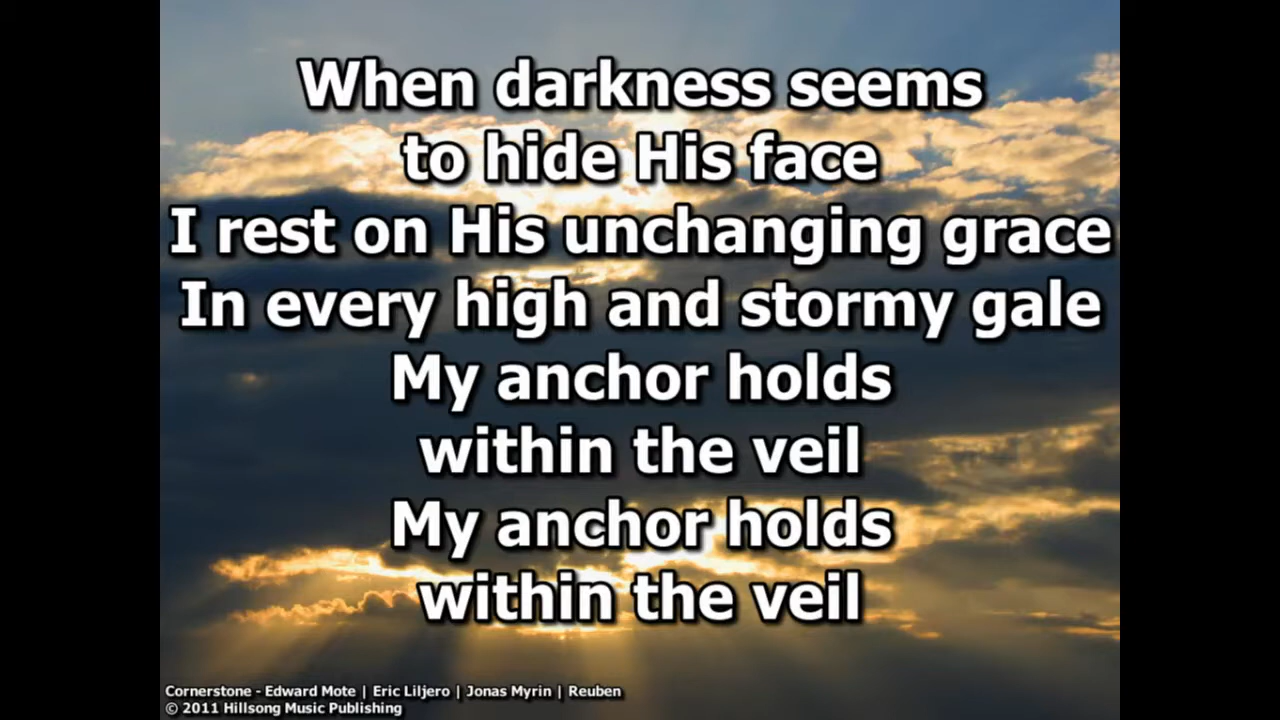 When darkness seems
to hide His face
I rest on His unchanging grace
In every high and stormy gale
My anchor holds
within the veil
My anchor holds
within the veil
Cornerstone - Edward Mote | Eric Liljero | Jonas Myrin | Reuben
© 2011 Hillsong Music Publishing